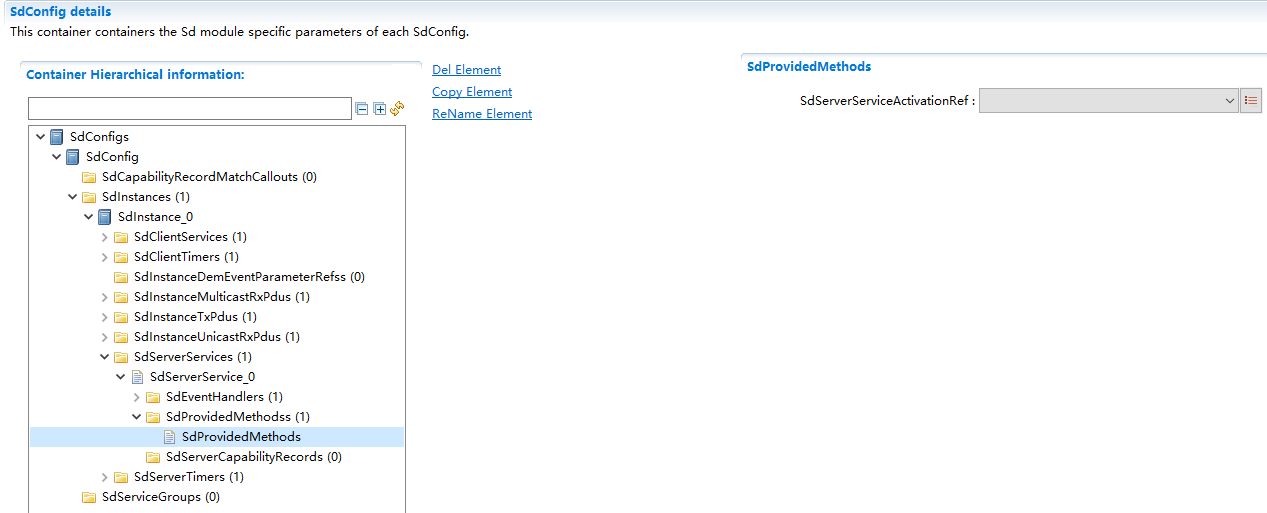 SdConfig details
This container containers the Sd module specific parameters of each SdConfig.
Container Hierarchical information:
Del Element
Copy Element
ReName Element
SdConfigs
SdConfig
SdCapabilityRecordMatchCallouts (0)
SdInstances (1)
SdInstance_0
SdClientServices (1)
SdClientTimers (1)
SdInstanceDemEventParameterRefss (0)
SdInstanceMulticastRxPdus (1)
SdInstanceTxPdus (1)
SdInstanceUnicastRxPdus (1)
SdServerServices (1)
SdServerService_0
SdEventHandlers (1)
SdProvidedMethodss (1)
SdProvidedMethods
SdServerCapabilityRecords (0)
SdServerTimers (1)
SdServiceGroups (0)
SdProvidedMethods
SdServerServiceActivationRef :